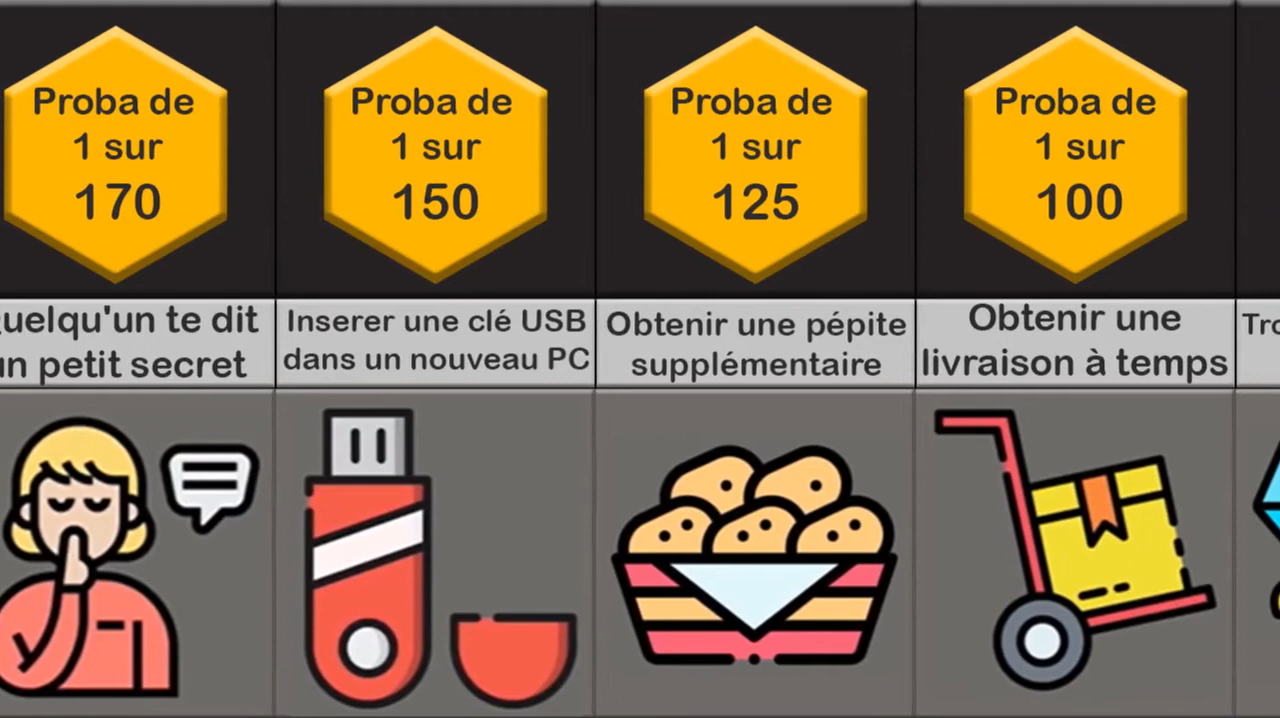 Proba de
1 sur
170
Proba de
1 sur
150
Proba de
1 sur
125
Proba de
1 sur
100
uelqu'un te dit
un petit secret
Inserer une clé USB
dans un nouveau PC
Obtenir une pépite
supplémentaire
Obtenir une
livraison à temps